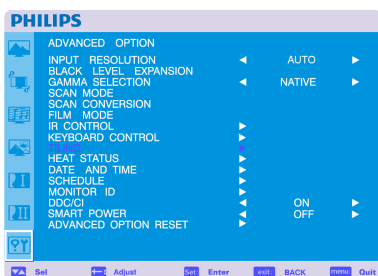 PHILIPS
ADVANCED OPTION
INPUT RESOLUTION AUTO
BLACK LEVEL EXPANSION
GAMMA SELECTION NATIVE
SCAN MODE
SCAN CONVERSION
FILM MODE
IR CONTROL
KEYBOARD CONTROL
TILING
HEAT STATUS
DATE AND TIME
SCHEDULE
MONITOR ID
DDC/CI ON
SMART POWER OFF
ADVANCED OPTION RESET
Sel Adjust Set Enter exit BACK menu Quit